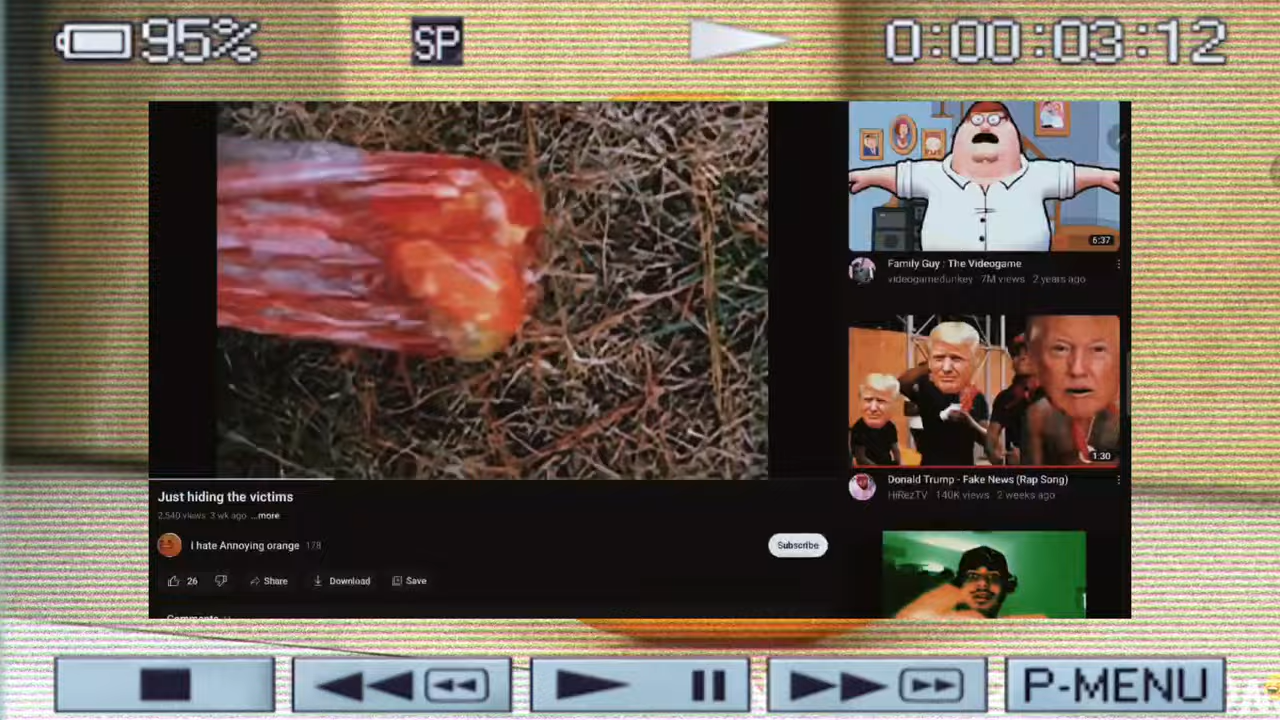 95%
SP
0:00:03:12
6:37
Family Guy : The Videogame
videogamedunkey 7M views 2 years ago
1:30
Donald Trump - Fake News (Rap Song)
HiRezTV 140K views 2 weeks ago
Just hiding the victims
2,540 views 3 wk ago ...more
I hate Annoying orange 178
Subscribe
26
Share
Download
Save
Comments
P-MENU